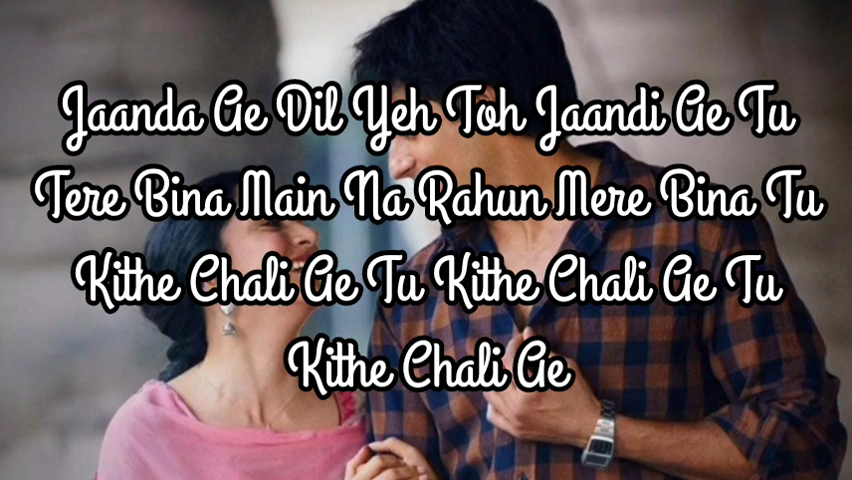 Jaanda Ae Dil Yeh Toh Jaandi Ae Tu
Tere Bina Main Na Rahun Mere Bina Tu
Kithe Chali Ae Tu Kithe Chali Ae Tu
Kithe Chali Ae